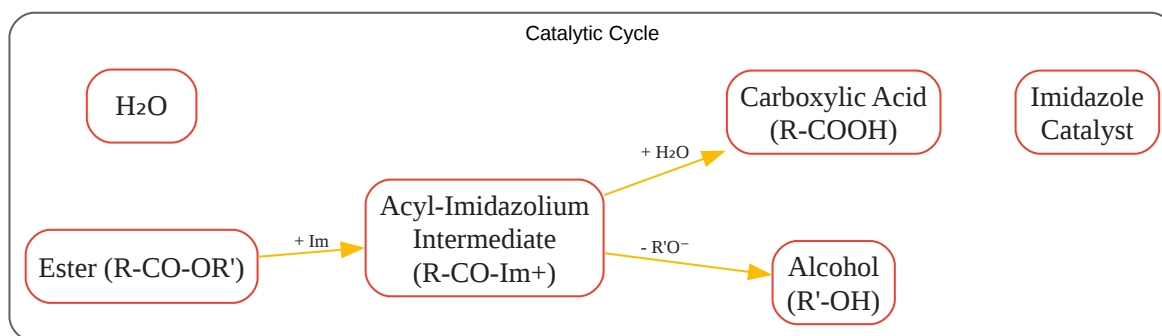 Catalytic Cycle
H₂O
Carboxylic Acid
(R-COOH)
Imidazole
Catalyst
+ H₂O
Acyl-Imidazolium
Intermediate
(R-CO-Im+)
Ester (R-CO-OR')
+ Im
- R'O⁻
Alcohol
(R'-OH)